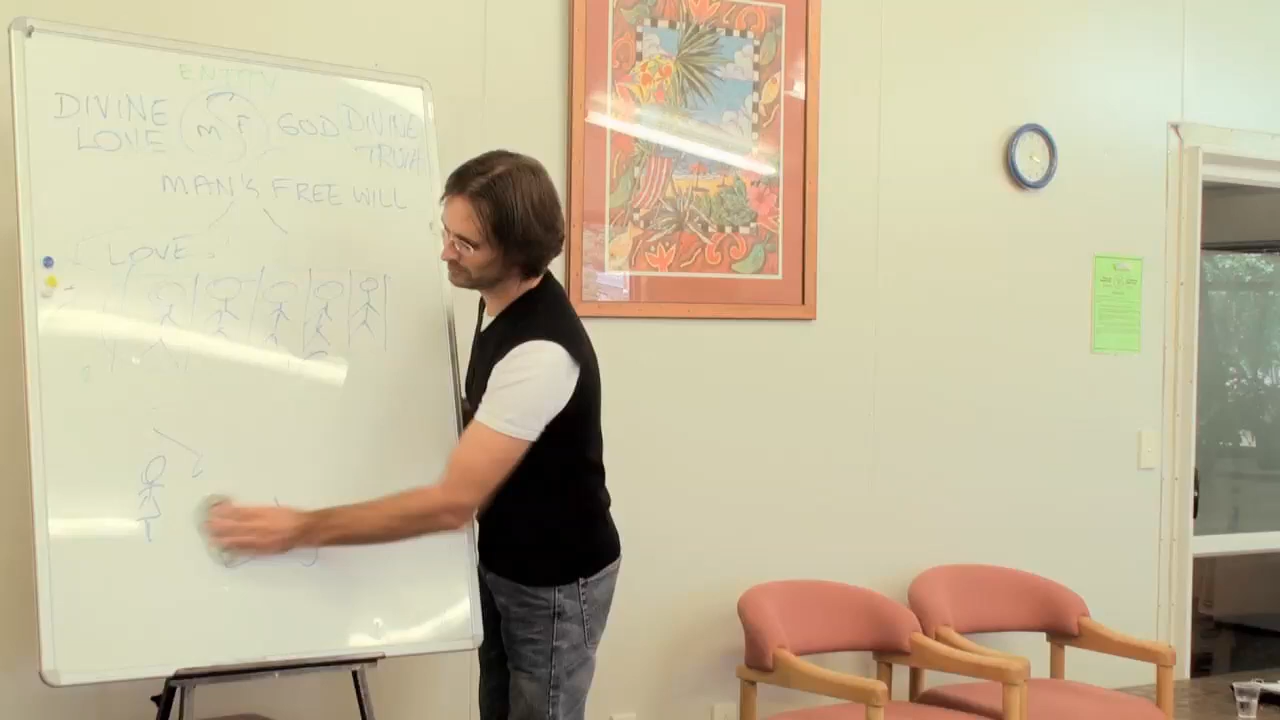 ENTITY
DIVINE
LOVE
M F
GOD DIVINE
TRUTH
MAN'S FREE WILL
LOVE